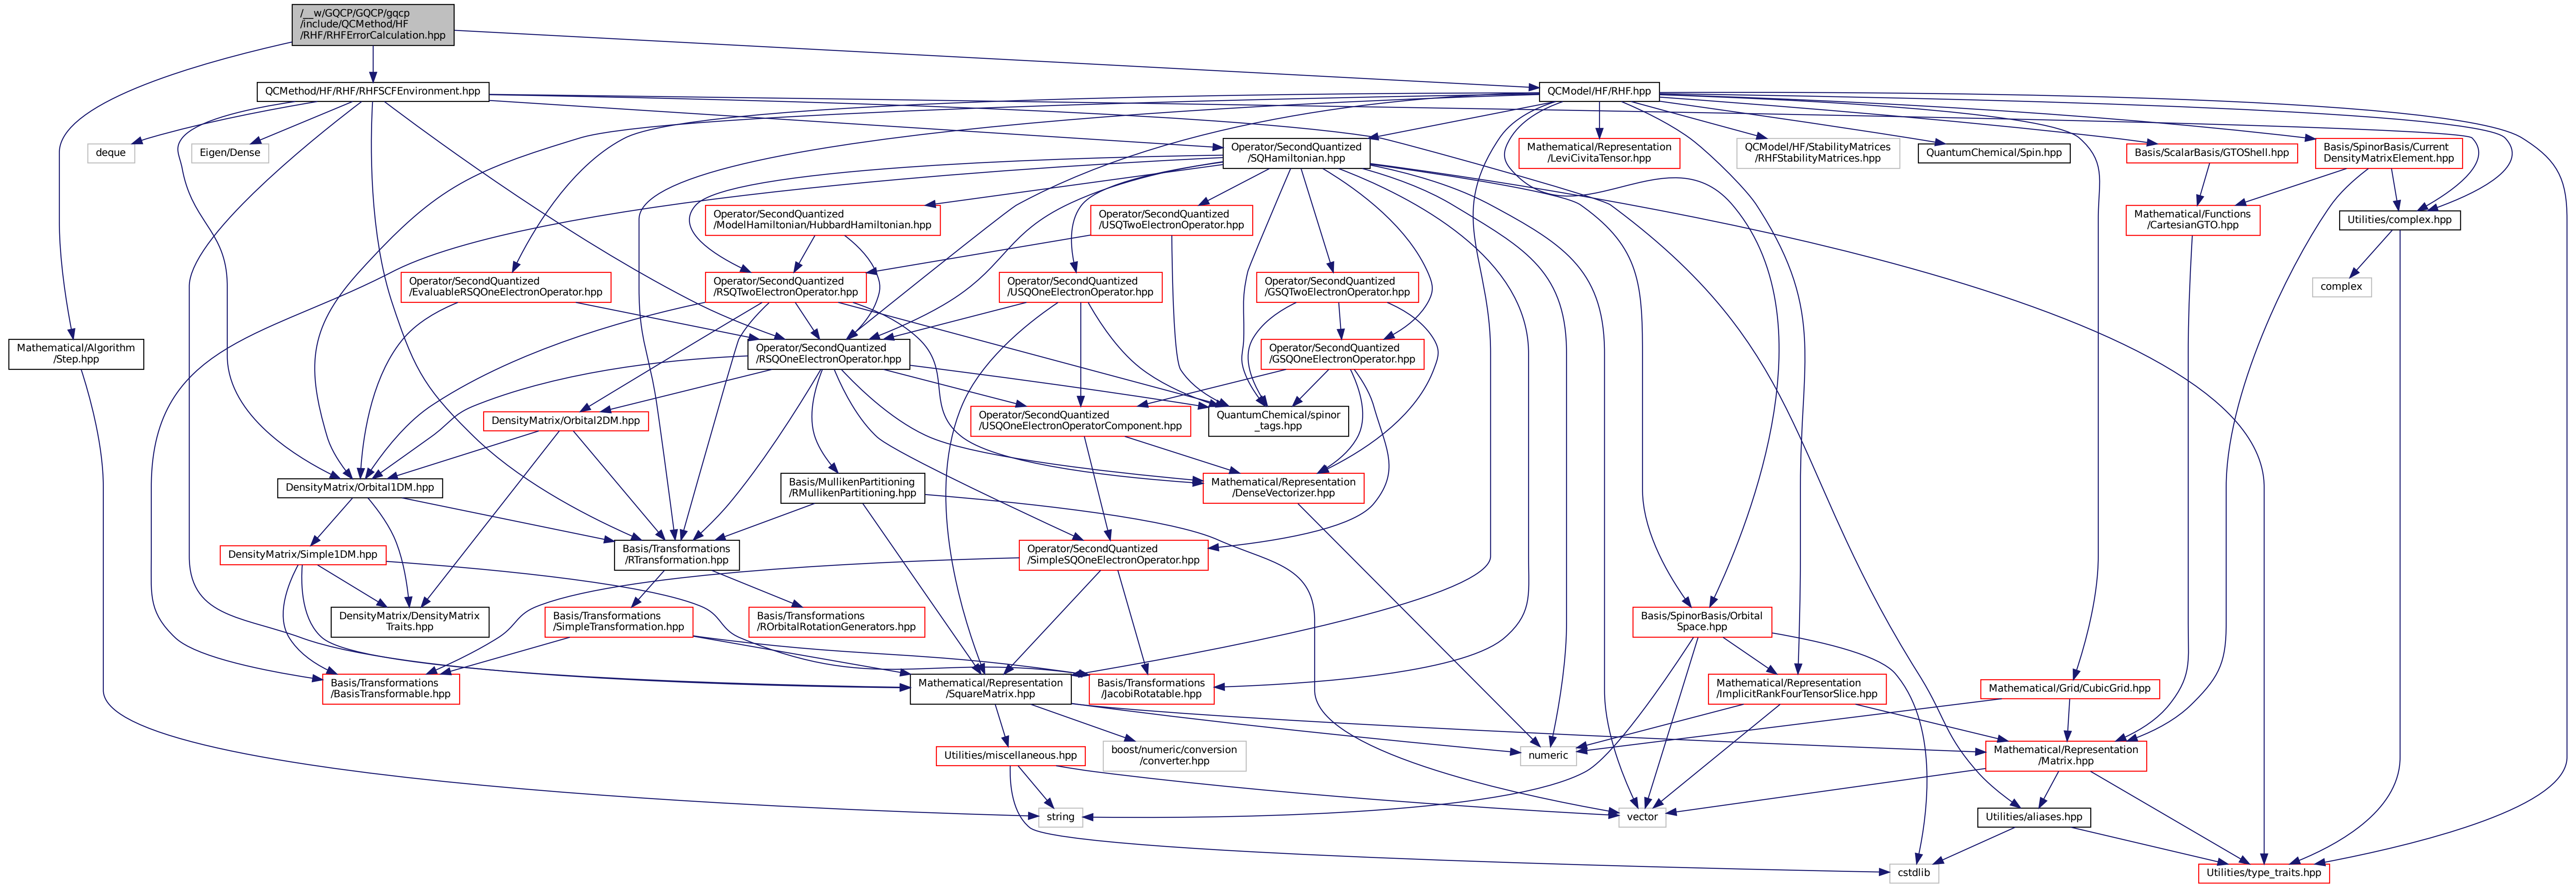 /__w/GQCP/GQCP/gqcp
/include/QCMethod/HF
/RHF/RHFErrorCalculation.hpp
QCMethod/HF/RHF/RHFSCFEnvironment.hpp
QCModel/HF/RHF.hpp
deque
Eigen/Dense
Operator/SecondQuantized
/SQHamiltonian.hpp
Mathematical/Representation
/LeviCivitaTensor.hpp
QCModel/HF/StabilityMatrices
/RHFStabilityMatrices.hpp
QuantumChemical/Spin.hpp
Basis/ScalarBasis/GTOShell.hpp
Basis/SpinorBasis/Current
DensityMatrixElement.hpp
Operator/SecondQuantized
/ModelHamiltonian/HubbardHamiltonian.hpp
Operator/SecondQuantized
/USQTwoElectronOperator.hpp
Mathematical/Functions
/CartesianGTO.hpp
Utilities/complex.hpp
Operator/SecondQuantized
/EvaluableRSQOneElectronOperator.hpp
Operator/SecondQuantized
/RSQTwoElectronOperator.hpp
Operator/SecondQuantized
/USQOneElectronOperator.hpp
Operator/SecondQuantized
/GSQTwoElectronOperator.hpp
complex
Mathematical/Algorithm
/Step.hpp
Operator/SecondQuantized
/RSQOneElectronOperator.hpp
Operator/SecondQuantized
/GSQOneElectronOperator.hpp
DensityMatrix/Orbital2DM.hpp
Operator/SecondQuantized
/USQOneElectronOperatorComponent.hpp
QuantumChemical/spinor
_tags.hpp
DensityMatrix/Orbital1DM.hpp
Basis/MullikenPartitioning
/RMullikenPartitioning.hpp
Mathematical/Representation
/DenseVectorizer.hpp
DensityMatrix/Simple1DM.hpp
Basis/Transformations
/RTransformation.hpp
Operator/SecondQuantized
/SimpleSQOneElectronOperator.hpp
DensityMatrix/DensityMatrix
Traits.hpp
Basis/Transformations
/SimpleTransformation.hpp
Basis/Transformations
/ROrbitalRotationGenerators.hpp
Basis/SpinorBasis/Orbital
Space.hpp
Basis/Transformations
/BasisTransformable.hpp
Mathematical/Representation
/SquareMatrix.hpp
Basis/Transformations
/JacobiRotatable.hpp
Mathematical/Representation
/ImplicitRankFourTensorSlice.hpp
Mathematical/Grid/CubicGrid.hpp
Utilities/miscellaneous.hpp
boost/numeric/conversion
/converter.hpp
numeric
Mathematical/Representation
/Matrix.hpp
string
vector
Utilities/aliases.hpp
cstdlib
Utilities/type_traits.hpp